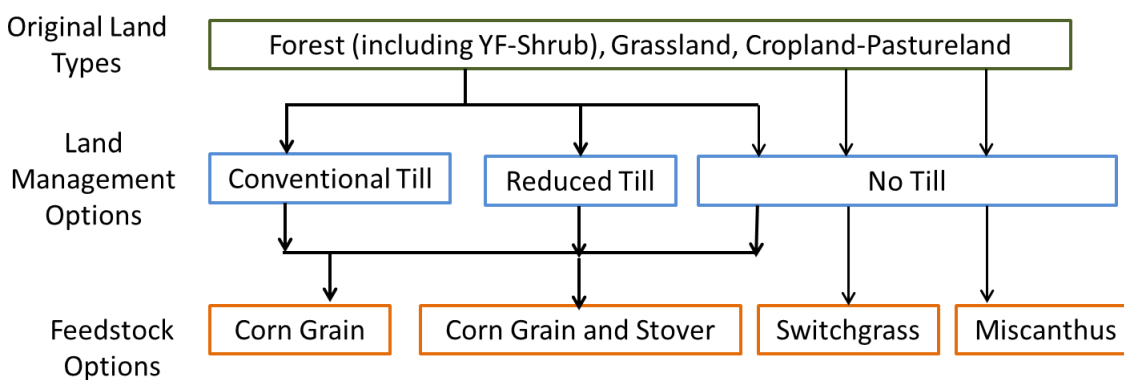 Original Land
Types
Forest (including YF-Shrub), Grassland, Cropland-Pastureland
Land
Management
Options
Conventional Till
Reduced Till
No Till
Feedstock
Options
Corn Grain
Corn Grain and Stover
Switchgrass
Miscanthus